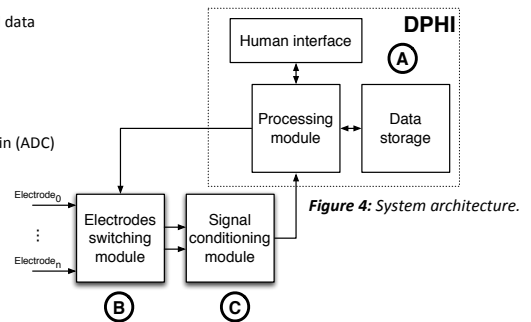 data
in (ADC)
DPHI
Human interface
A
Processing
module
Data
storage
Figure 4: System architecture.
Electrode0
⋮
Electroden
Electrodes
switching
module
Signal
conditioning
module
B
C